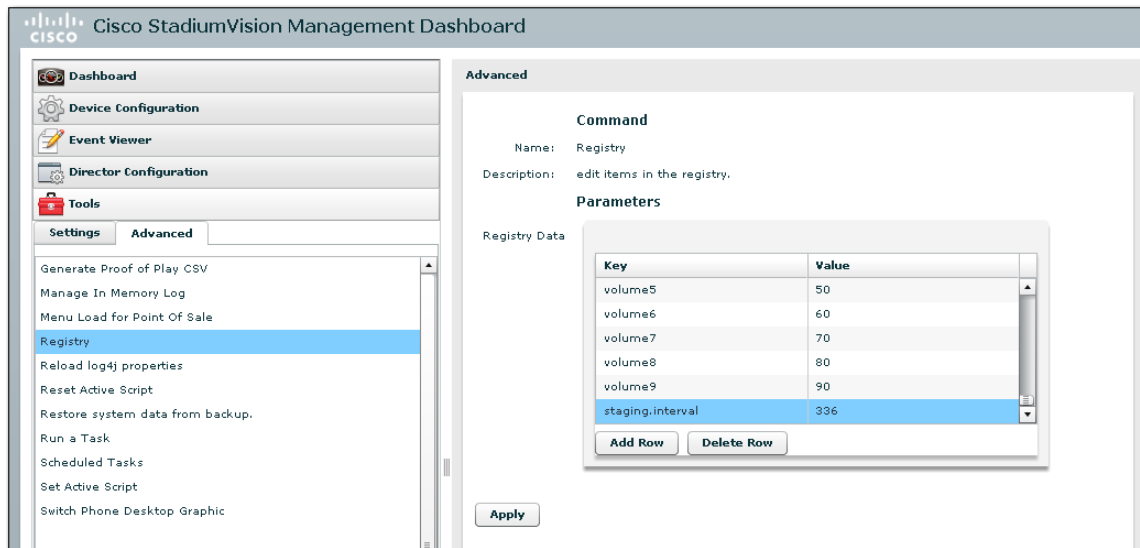 CISCO
Cisco StadiumVision Management Dashboard
Dashboard
Device Configuration
Event Viewer
Director Configuration
Tools
Settings
Advanced
Generate Proof of Play CSV
Manage In Memory Log
Menu Load for Point Of Sale
Registry
Reload log4j properties
Reset Active Script
Restore system data from backup.
Run a Task
Scheduled Tasks
Set Active Script
Switch Phone Desktop Graphic
Advanced
Command
Name: Registry
Description: edit items in the registry.
Parameters
Registry Data
Key Value
volume5 50
volume6 60
volume7 70
volume8 80
volume9 90
staging.interval 336
Add Row Delete Row
Apply